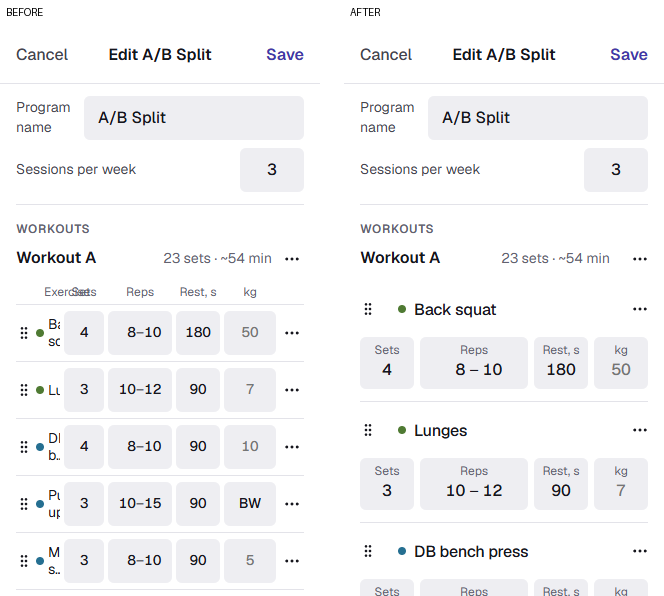 BEFORE
Cancel
Edit A/B Split
Save
Program
name
A/B Split
Sessions per week
3
WORKOUTS
Workout A
23 sets · ~54 min
Sets
Reps
Rest, s
kg
4
8–10
180
50
3
10–12
90
7
4
8–10
90
10
3
10–15
90
BW
3
8–10
90
5
AFTER
Cancel
Edit A/B Split
Save
Program
name
A/B Split
Sessions per week
3
WORKOUTS
Workout A
23 sets · ~54 min
Back squat
Sets
Reps
Rest, s
kg
4
8 – 10
180
50
Lunges
Sets
Reps
Rest, s
kg
3
10 – 12
90
7
DB bench press
Sets
Reps
Rest, s
kg